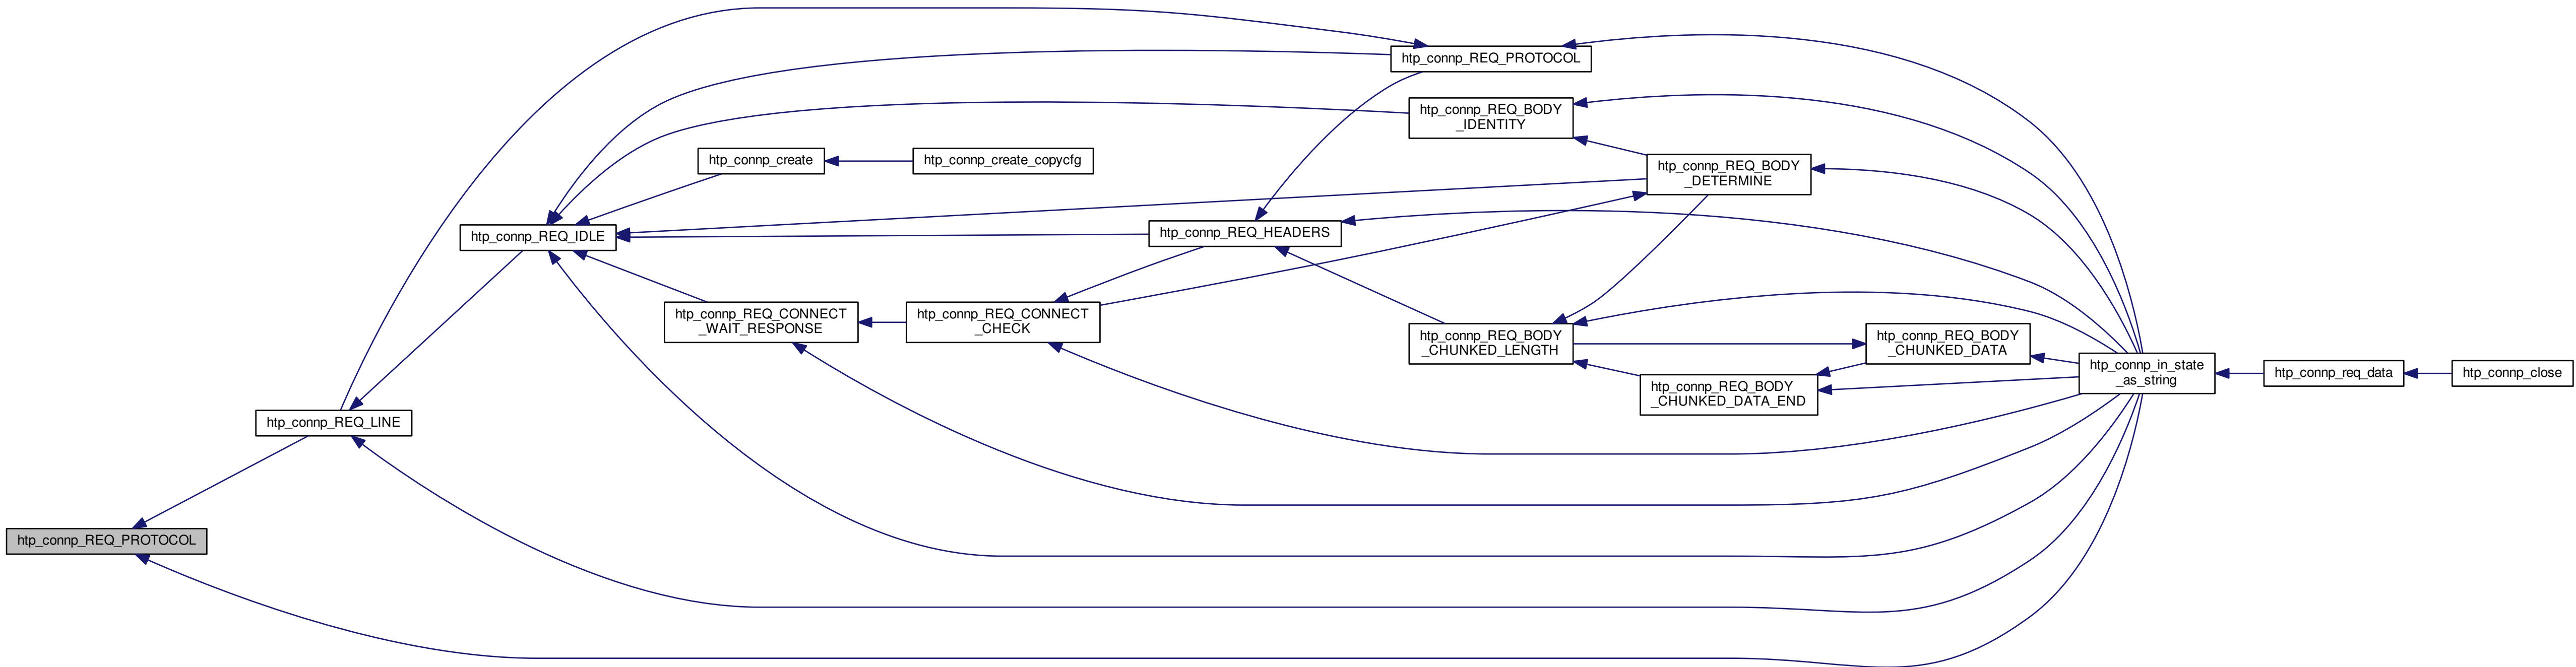 htp_connp_REQ_PROTOCOL
htp_connp_REQ_BODY
_IDENTITY
htp_connp_create
htp_connp_create_copycfg
htp_connp_REQ_BODY
_DETERMINE
htp_connp_REQ_IDLE
htp_connp_REQ_HEADERS
htp_connp_REQ_CONNECT
_WAIT_RESPONSE
htp_connp_REQ_CONNECT
_CHECK
htp_connp_REQ_BODY
_CHUNKED_LENGTH
htp_connp_REQ_BODY
_CHUNKED_DATA
htp_connp_in_state
_as_string
htp_connp_req_data
htp_connp_close
htp_connp_REQ_BODY
_CHUNKED_DATA_END
htp_connp_REQ_LINE
htp_connp_REQ_PROTOCOL